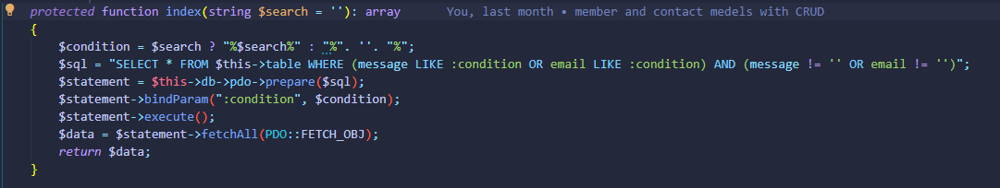 protected function index(string $search = ''): array You, last month • member and contact medels with CRUD
{
$condition = $search ? "%$search%" : "%". ''. "%";
$sql = "SELECT * FROM $this->table WHERE (message LIKE :condition OR email LIKE :condition) AND (message != '' OR email != '')";
$statement = $this->db->pdo->prepare($sql);
$statement->bindParam(":condition", $condition);
$statement->execute();
$data = $statement->fetchAll(PDO::FETCH_OBJ);
return $data;
}